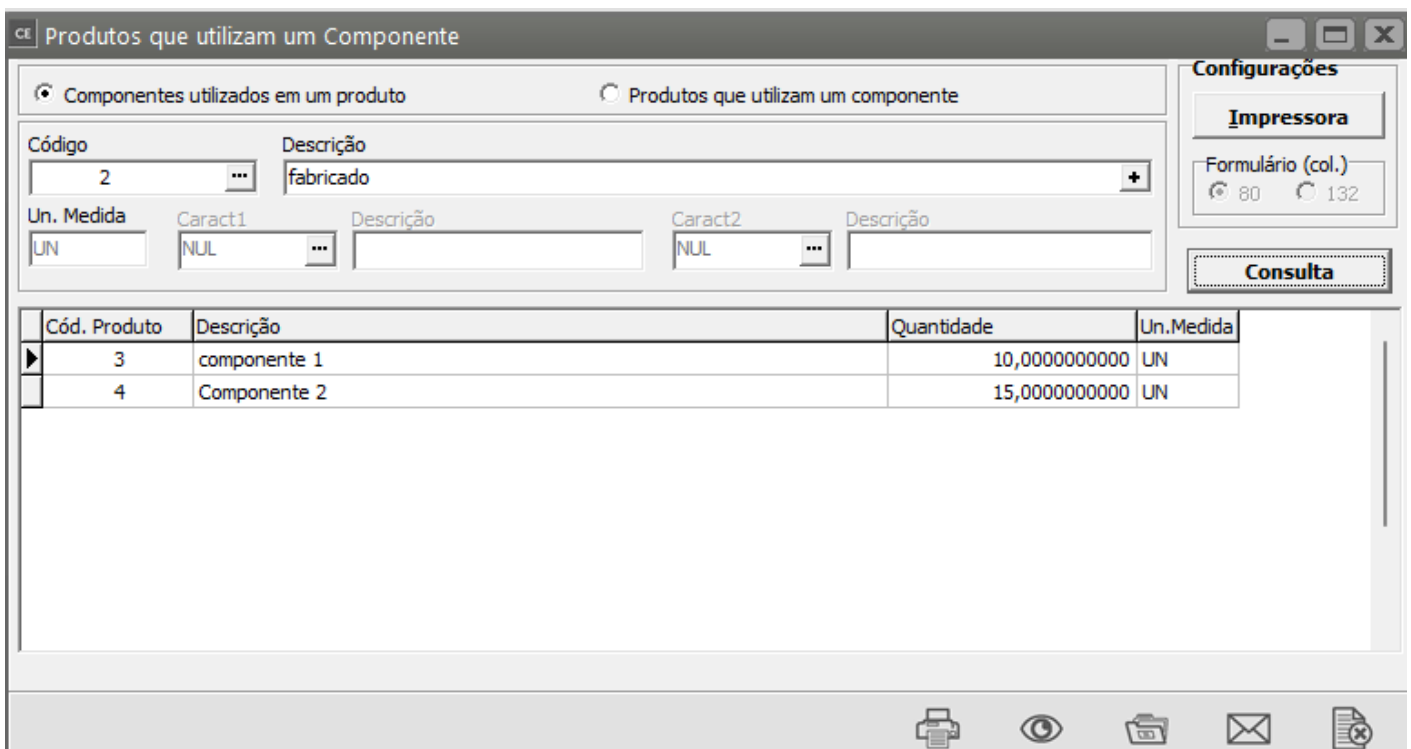 CE Produtos que utilizam um Componente
Componentes utilizados em um produto Produtos que utilizam um componente
Configurações
Impressora
Código Descrição
2 ... fabricado +
Formulário (col.)
80 132
Un. Medida Caract1 Descrição Caract2 Descrição
UN NUL ... NUL ...
Consulta
Cód. Produto Descrição Quantidade Un.Medida
3 componente 1 10,0000000000 UN
4 Componente 2 15,0000000000 UN